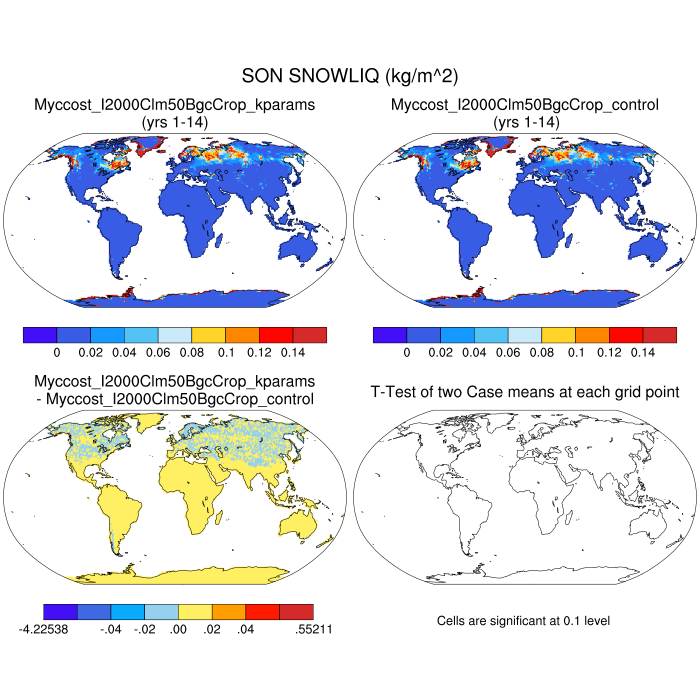 SON SNOWLIQ (kg/m^2)
Myccost_I2000Clm50BgcCrop_kparams
(yrs 1-14)
Myccost_I2000Clm50BgcCrop_control
(yrs 1-14)
0 0.02 0.04 0.06 0.08 0.1 0.12 0.14
0 0.02 0.04 0.06 0.08 0.1 0.12 0.14
Myccost_I2000Clm50BgcCrop_kparams
- Myccost_I2000Clm50BgcCrop_control
T-Test of two Case means at each grid point
-4.22538 -.04 -.02 .00 .02 .04 .55211
Cells are significant at 0.1 level